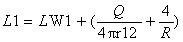 L1 = LW1 + (Q/4πr12 + 4/R)